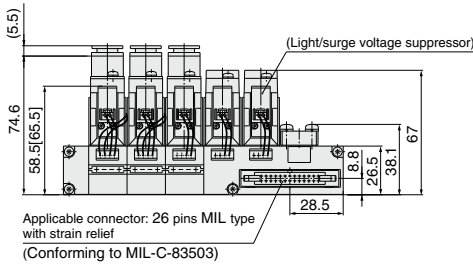 (5.5)
(Light/surge voltage suppressor)
74.6
58.5[65.5]
67
8.8
26.5
38.1
28.5
Applicable connector: 26 pins MIL type
with strain relief
(Conforming to MIL-C-83503)